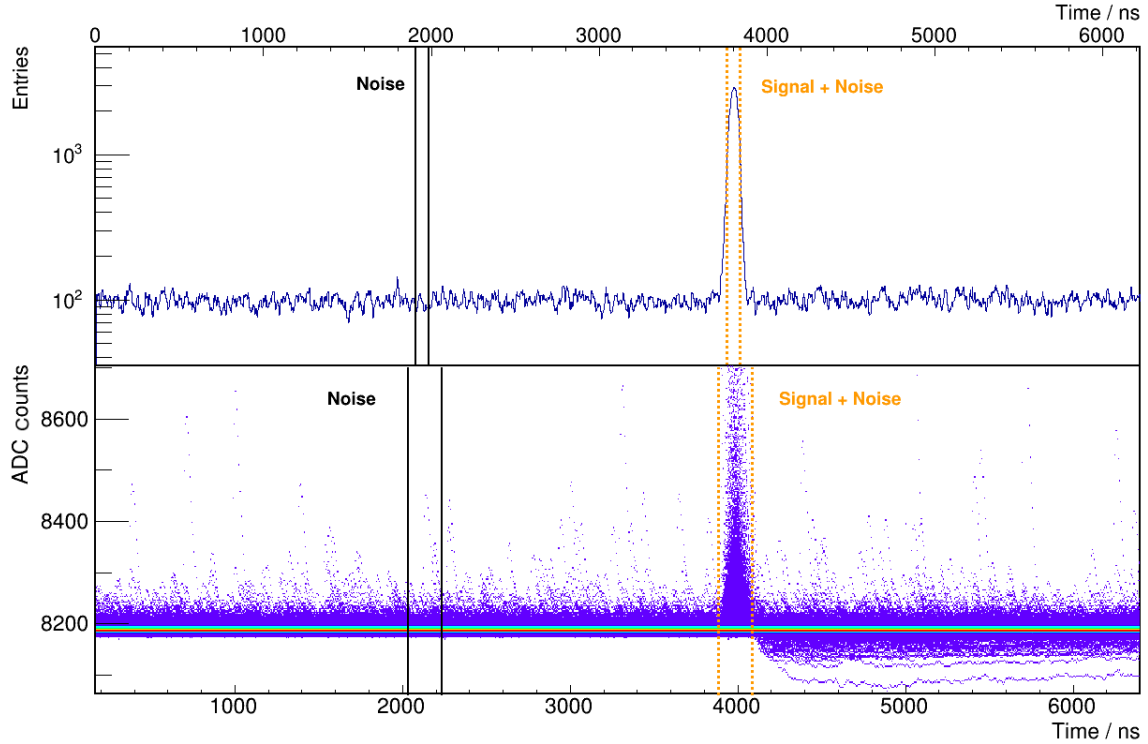 Time / ns
0 1000 2000 3000 4000 5000 6000
Entries
Noise
Signal + Noise
10³
10²
ADC counts
Noise
Signal + Noise
8600
8400
8200
1000 2000 3000 4000 5000 6000
Time / ns